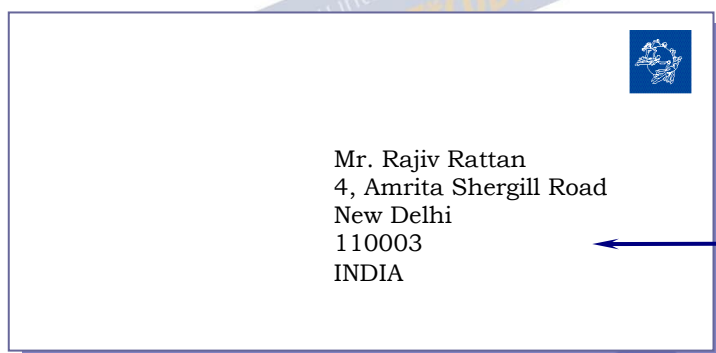 Mr. Rajiv Rattan
4, Amrita Shergill Road
New Delhi
110003
INDIA